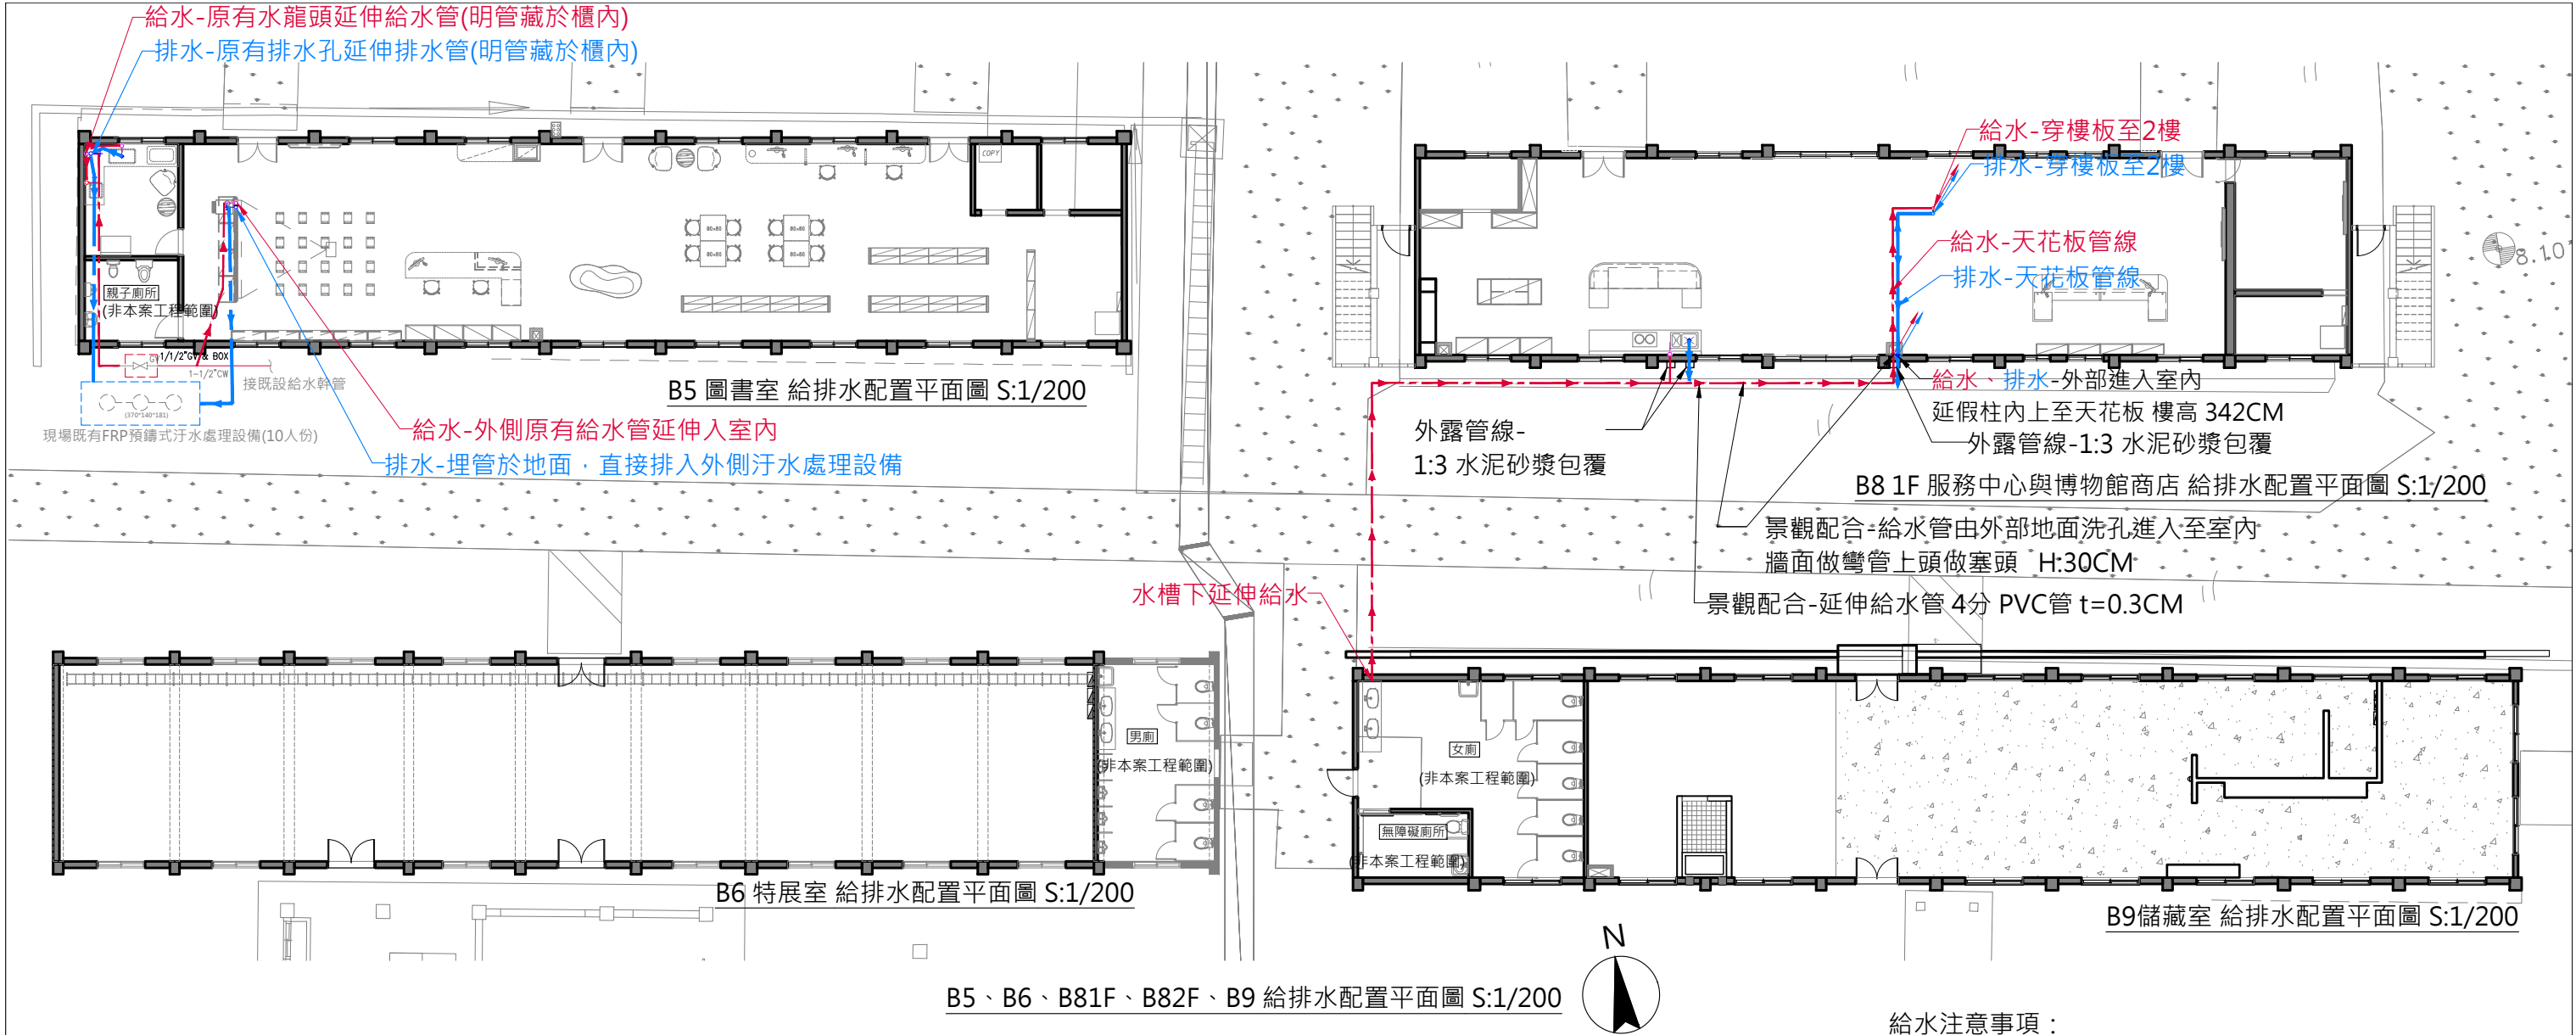 給水-原有水龍頭延伸給水管(明管藏於櫃內)
排水-原有排水孔延伸排水管(明管藏於櫃內)
COPY
80x80
80x80
80x80
80x80
親子廁所
(非本案工程範圍)
1-1/2"CW
接既設給水幹管
(370*140*181)
現場既有FRP預鑄式汙水處理設備(10人份)
B5 圖書室 給排水配置平面圖 S:1/200
給水-外側原有給水管延伸入室內
排水-埋管於地面，直接排入外側汙水處理設備
給水-穿樓板至2樓
排水-穿樓板至2樓
給水-天花板管線
排水-天花板管線
8.10
給水、排水-外部進入室內
延假柱內上至天花板 樓高 342CM
外露管線-1:3 水泥砂漿包覆
外露管線-
1:3 水泥砂漿包覆
B8 1F 服務中心與博物館商店 給排水配置平面圖 S:1/200
景觀配合-給水管由外部地面洗孔進入至室內
牆面做彎管上頭做塞頭 H:30CM
景觀配合-延伸給水管 4分 PVC管 t=0.3CM
水槽下延伸給水
男廁
(非本案工程範圍)
女廁
(非本案工程範圍)
無障礙廁所
(非本案工程範圍)
B6 特展室 給排水配置平面圖 S:1/200
B9儲藏室 給排水配置平面圖 S:1/200
N
B5、B6、B81F、B82F、B9 給排水配置平面圖 S:1/200
給水注意事項：